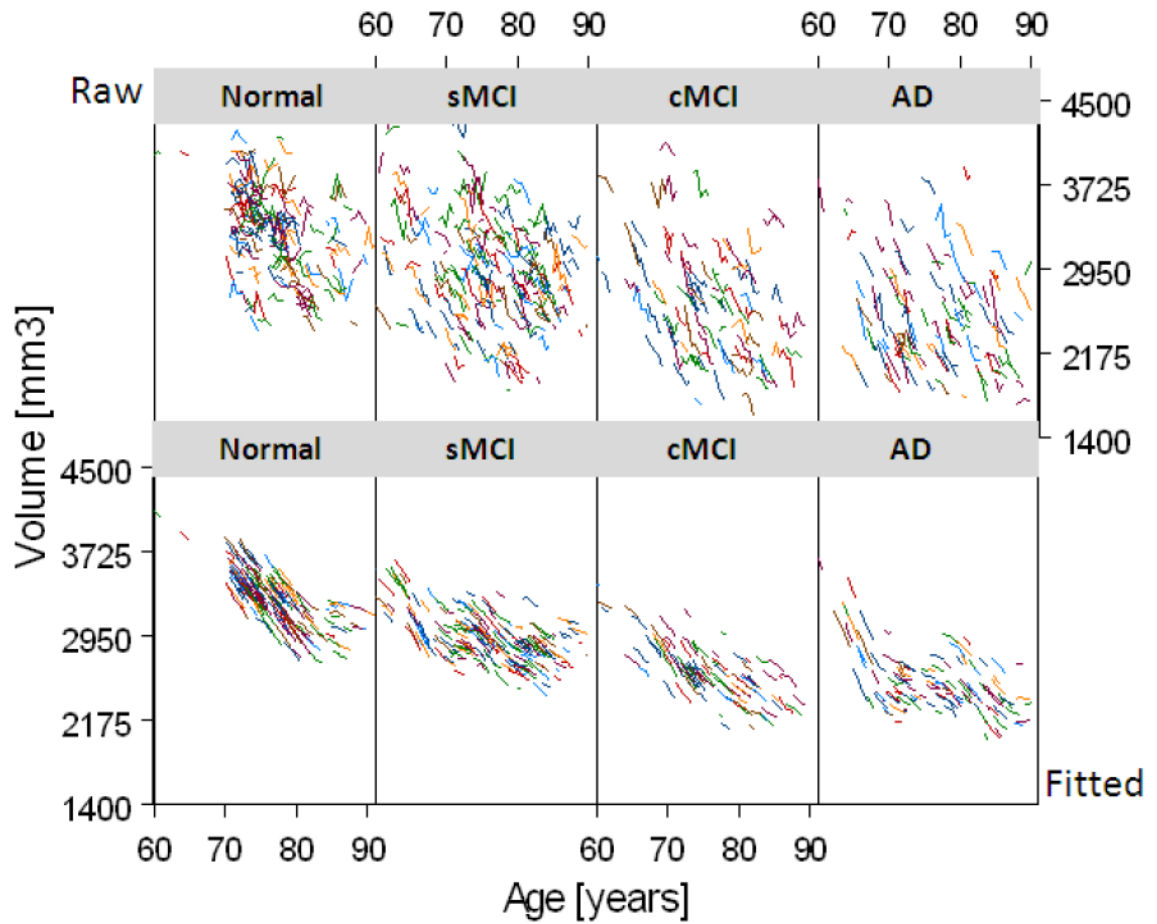 60 70 80 90 60 70 80 90
Raw Normal sMCI cMCI AD 4500
3725
2950
2175
1400
Volume [mm3]
Normal sMCI cMCI AD
4500
3725
2950
2175
1400
Fitted
60 70 80 90 60 70 80 90
Age [years]